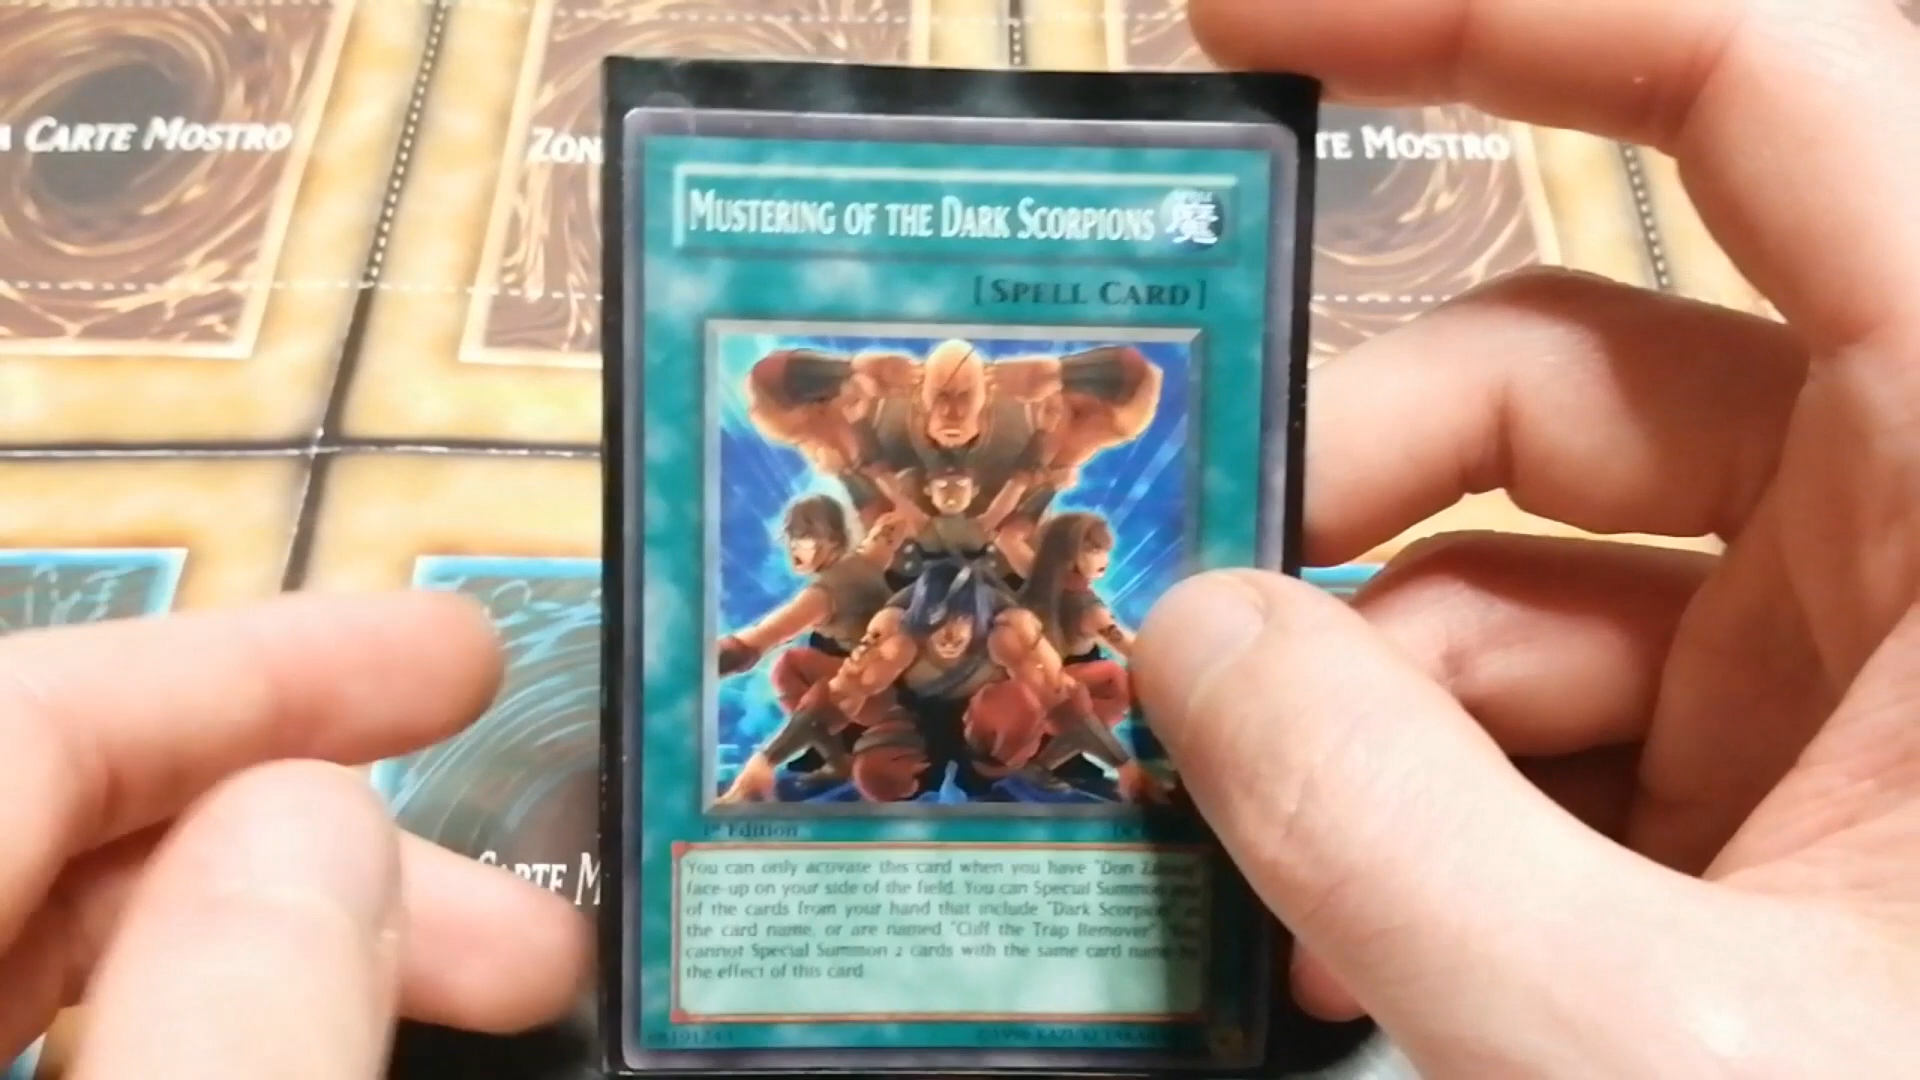 CARTE MOSTRO
ZON
TE MOSTRO
MUSTERING OF THE DARK SCORPIONS
[SPELL CARD]
1st Edition
You can only activate this card when you have "Don
face-up on your side of the field. You can Special Summon
of the cards from your hand that include "Dark Scorpion"
the card name, or are named "Cliff the Trap Remover"
cannot Special Summon 2 cards with the same card name
the effect of this card
CARTE M
©1996 KAZUKI